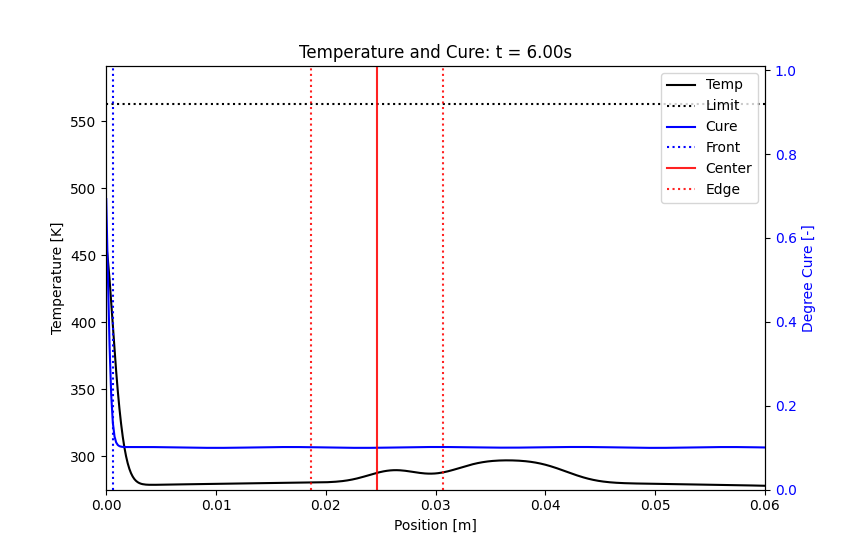 Temperature and Cure: t = 6.00s
Temperature [K]
550
500
450
400
350
300
1.0
0.8
0.6
0.4
0.2
0.0
Degree Cure [-]
Temp
Limit
Cure
Front
Center
Edge
0.00 0.01 0.02 0.03 0.04 0.05 0.06
Position [m]